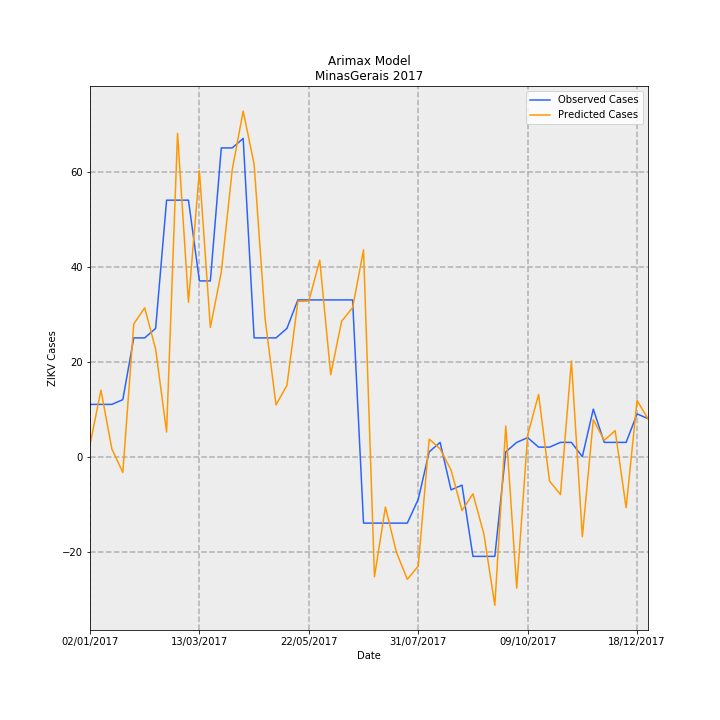 Arimax Model
MinasGerais 2017
Observed Cases
Predicted Cases
60
40
20
0
−20
ZIKV Cases
02/01/2017 13/03/2017 22/05/2017 31/07/2017 09/10/2017 18/12/2017
Date